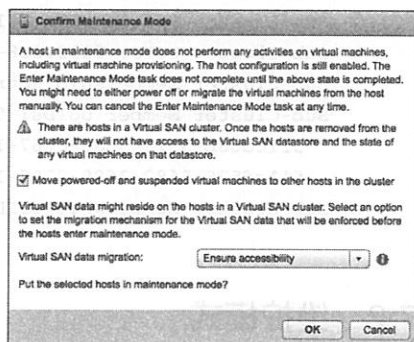 Confirm Maintenance Mode
A host in maintenance mode does not perform any activities on virtual machines,
including virtual machine provisioning. The host configuration is still enabled. The
Enter Maintenance Mode task does not complete until the above state is completed.
You might need to either power off or migrate the virtual machines from the host
manually. You can cancel the Enter Maintenance Mode task at any time.
There are hosts in a Virtual SAN cluster. Once the hosts are removed from the
cluster, they will not have access to the Virtual SAN datastore and the state of
any virtual machines on that datastore.
Move powered-off and suspended virtual machines to other hosts in the cluster
Virtual SAN data might reside on the hosts in a Virtual SAN cluster. Select an option
to set the migration mechanism for the Virtual SAN data that will be enforced before
the hosts enter maintenance mode.
Virtual SAN data migration: Ensure accessibility
Put the selected hosts in maintenance mode?
OK Cancel